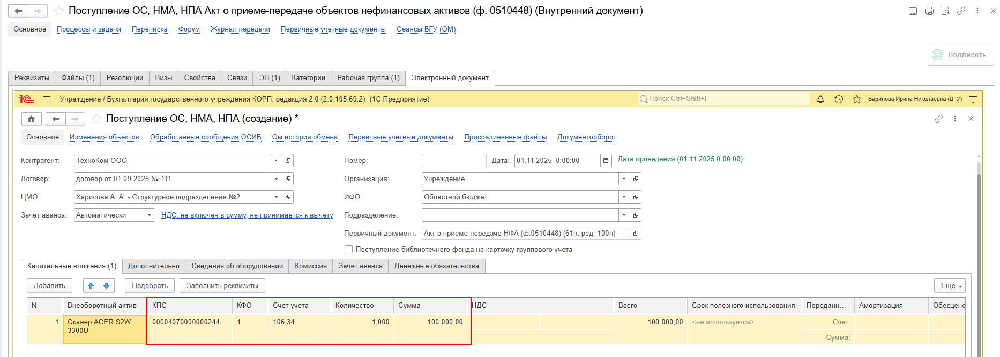 Поступление ОС, НМА, НПА Акт о приеме-передаче объектов нефинансовых активов (ф. 0510448) (Внутренний документ)
Основное Процессы и задачи Переписка Форум Журнал передачи Первичные учетные документы Сеансы БГУ (ОМ)
Подписать
Реквизиты Файлы (1) Резолюции Визы Свойства Связи ЭП (1) Категории Рабочая группа (1) Электронный документ
1С Учреждение / Бухгалтерия государственного учреждения КОРП, редакция 2.0 (2.0.105.69.2) (1С:Предприятие) Поиск Ctrl+Shift+F Баринова Ирина Николаевна (ДГУ)
Поступление ОС, НМА, НПА (создание) *
Основное Изменения объектов Обработанные сообщения ОСИБ Ом история обмена Первичные учетные документы Присоединенные файлы Документооборот
Контрагент: ТехноКом ООО Номер: Дата: 01.11.2025 0:00:00 Дата проведения (01.11.2025 0:00:00)
Договор: договор от 01.09.2025 № 111 Организация: Учреждение
ЦМО: Харисова А. А. - Структурное подразделение №2 ИФО : Областной бюджет
Зачет аванса: Автоматически НДС: не включен в сумму, не принимается к вычету Подразделение:
Первичный документ: Акт о приеме-передаче НФА (ф.0510448) (61н, ред. 100н)
Поступление библиотечного фонда на карточку группового учета
Капитальные вложения (1) Дополнительно Сведения об оборудовании Комиссия Зачет аванса Денежные обязательства
Добавить Подобрать Заполнить реквизиты Еще
N Внеоборотный актив КПС КФО Счет учета Количество Сумма НДС Всего Срок полезного использования Переданн... Амортизация Обесцене
1 Сканер ACER S2W 00004070000000244 1 106.34 1,000 100 000,00 100 000,00 <не используется> Счет:
3300U Сумма: